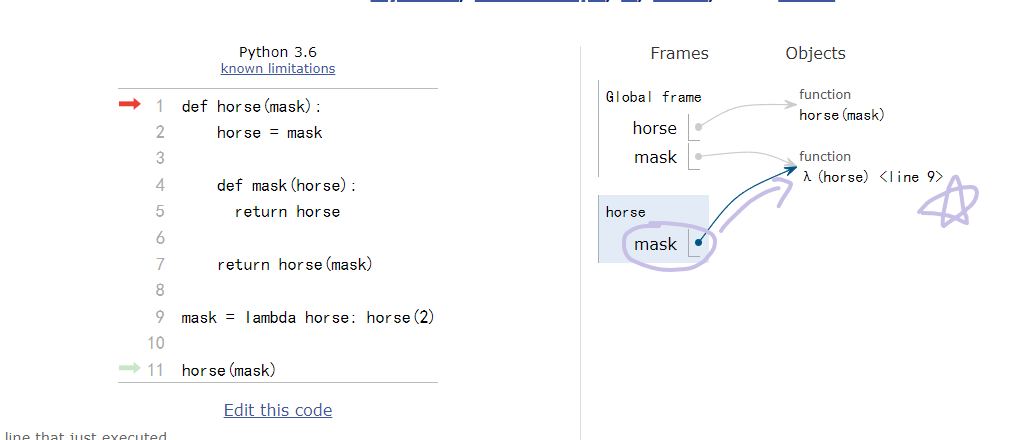 Python 3.6
known limitations
1 def horse(mask):
2 horse = mask
3
4 def mask(horse):
5 return horse
6
7 return horse(mask)
8
9 mask = lambda horse: horse(2)
10
11 horse(mask)
Edit this code
line that just executed
Frames
Objects
Global frame
horse
mask
function
horse(mask)
function
λ(horse) <line 9>
horse
mask